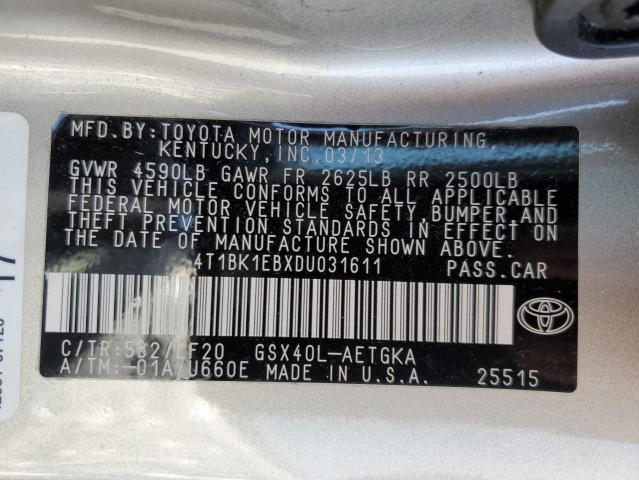 MFD. BY: TOYOTA MOTOR MANUFACTURING,
KENTUCKY, INC. 03/13
GVWR 4590LB GAWR FR 2625LB RR 2500LB
THIS VEHICLE CONFORMS TO ALL APPLICABLE
FEDERAL MOTOR VEHICLE SAFETY, BUMPER, AND
THEFT PREVENTION STANDARDS IN EFFECT ON
THE DATE OF MANUFACTURE SHOWN ABOVE.
4T1BK1EBXDU031611 PASS.CAR
C/TR: 5B2/LF20 GSX40L-AETGKA
A/TM: -01A/U660E MADE IN U.S.A. 25515